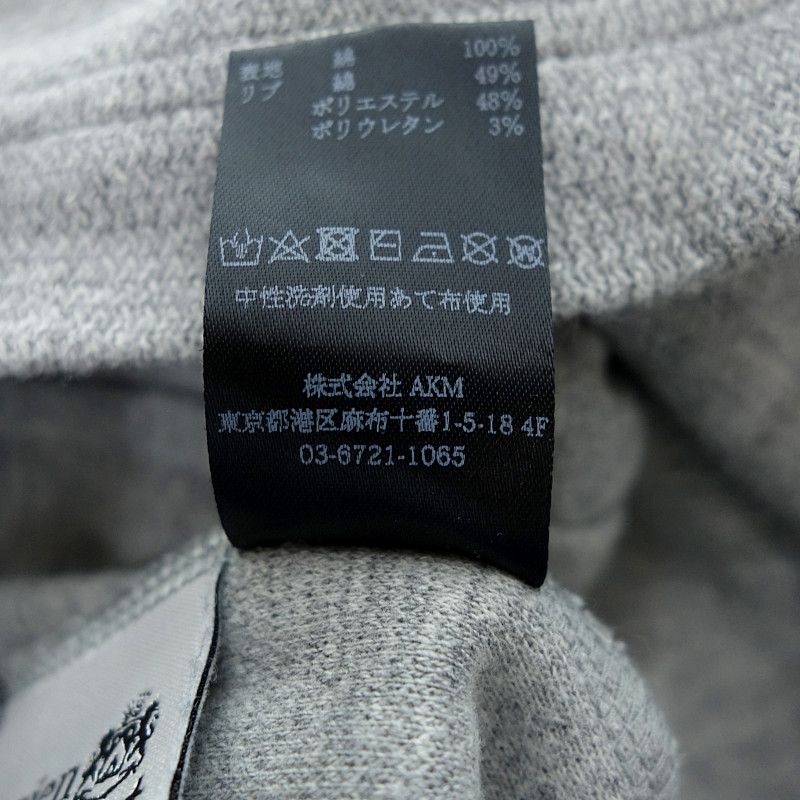 表地 綿 100%
リブ 綿 49%
ポリエステル 48%
ポリウレタン 3%
中性洗剤使用あて布使用
株式会社 AKM
東京都港区麻布十番1-5-18 4F
03-6721-1065